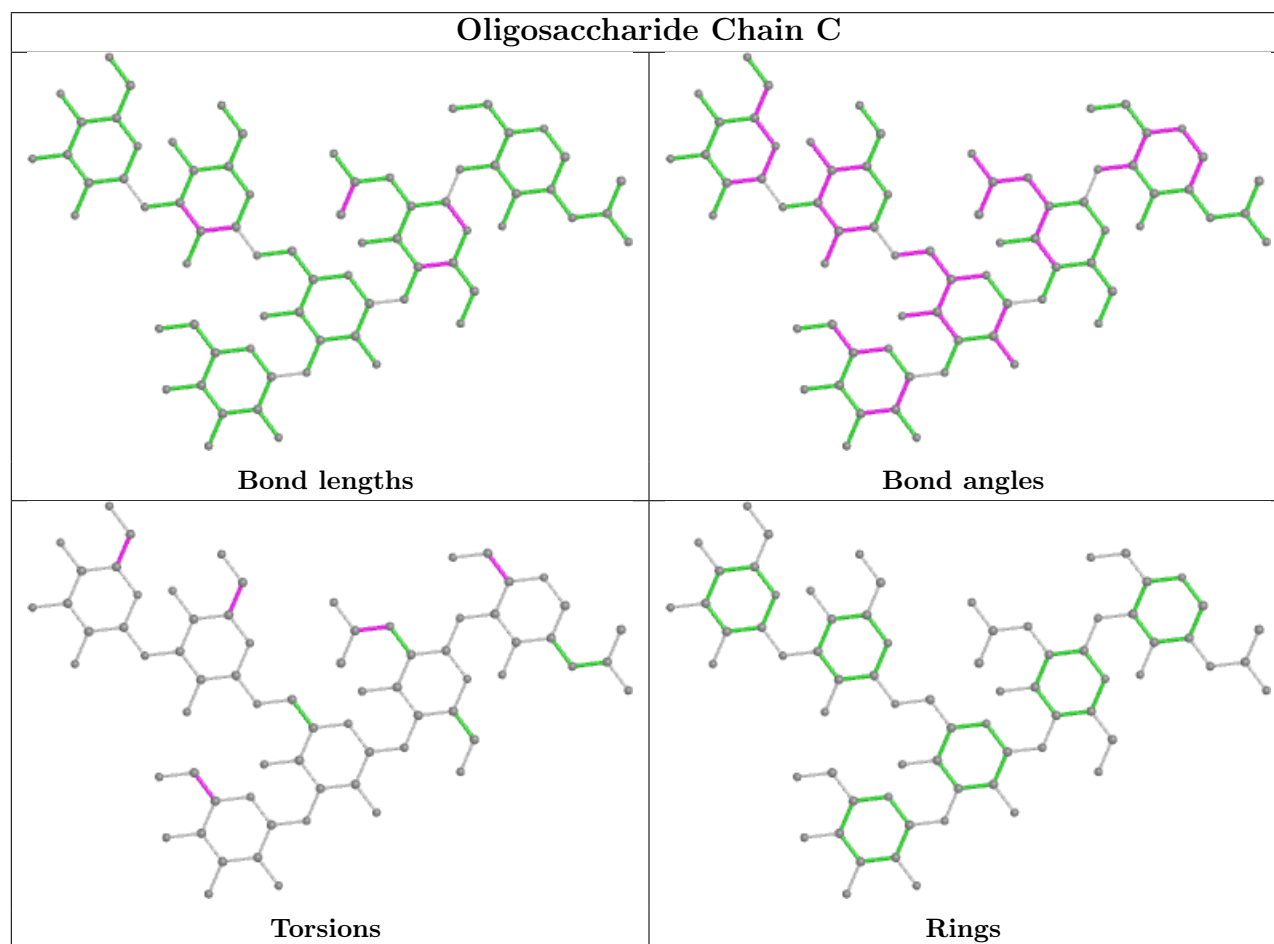 Oligosaccharide Chain C
Bond lengths
Bond angles
Torsions
Rings